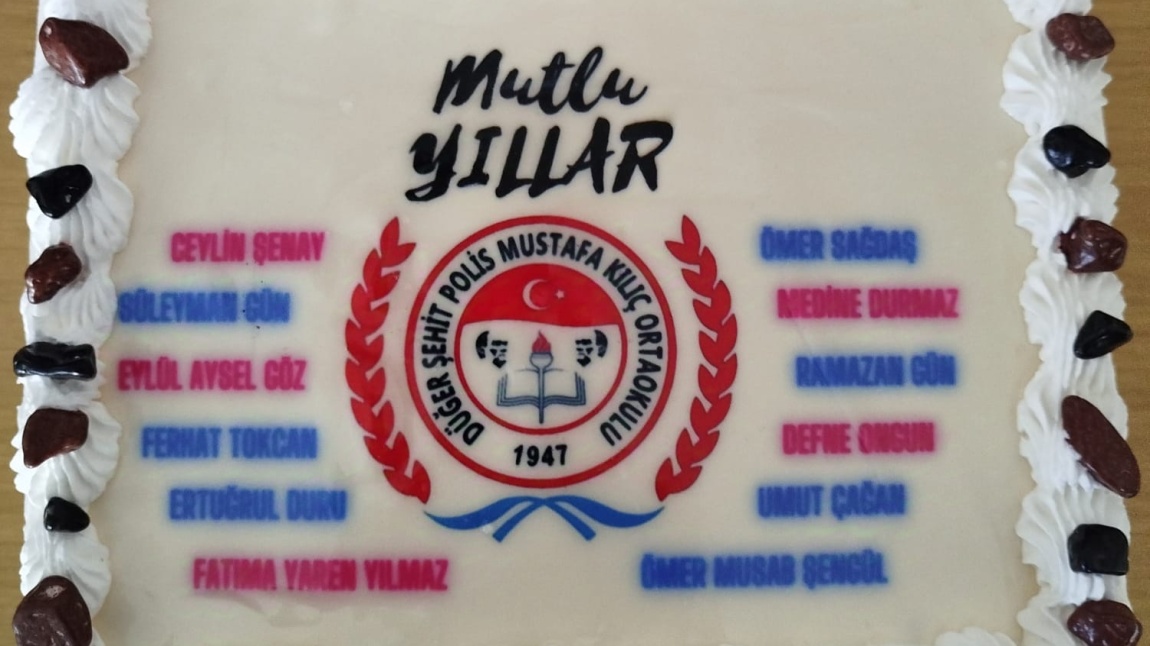 Mutlu
YILLAR
CEYLİN ŞENAY
SÜLEYMAN GÜN
EYLÜL AYSEL GÖZ
FERHAT TOKCAN
ERTUĞRUL DURU
FATIMA YAREN YILMAZ
DÜĞER ŞEHİT POLİS MUSTAFA KILIÇ ORTAOKULU
1947
ÖMER SAĞDAŞ
MEDİNE DURMAZ
RAMAZAN GÜN
DEFNE ONGUN
UMUT ÇAĞAN
ÖMER MUSAB ŞENGÜL